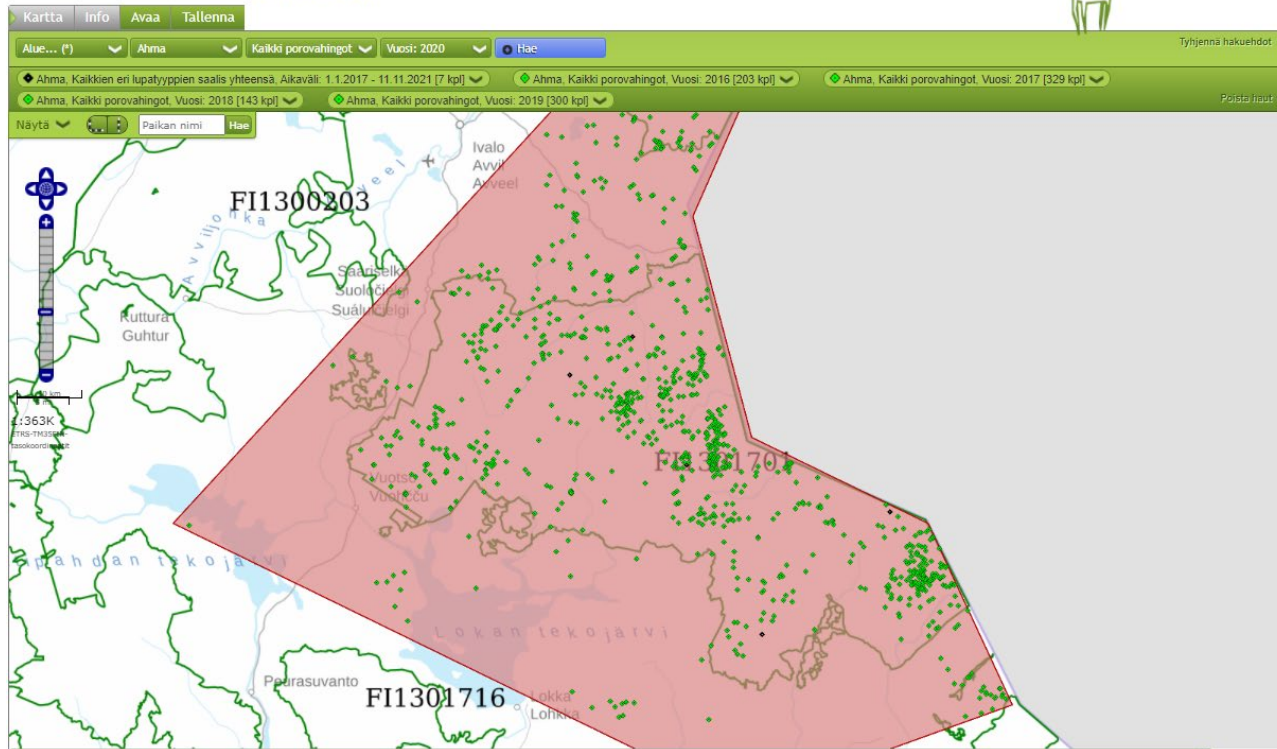 Kartta Info Avaa Tallenna
Alue... (*) Ahma Kaikki porovahingot Vuosi: 2020 Hae Tyhjennä hakuehdot
Ahma, Kaikkien eri lupatyyppien saalis yhteensä, Aikaväli: 1.1.2017 - 11.11.2021 [7 kpl] Ahma, Kaikki porovahingot, Vuosi: 2016 [203 kpl] Ahma, Kaikki porovahingot, Vuosi: 2017 [329 kpl]
Ahma, Kaikki porovahingot, Vuosi: 2018 [143 kpl] Ahma, Kaikki porovahingot, Vuosi: 2019 [300 kpl] Poista haut
Näytä Paikan nimi Hae
Ivalo
Avvil
Avveel
FI1300203
Avviljohka
Saariselkä
Suoločielgi
Suáluičielgi
Kuttura
Guhtur
1:363K
ETRS-TM35FIN-
tasokoordinaatit
FI1301701
Vuotso
Vuohčču
Lokan tekojärvi
Peurasuvanto
FI1301716
Lokka
Lohkka